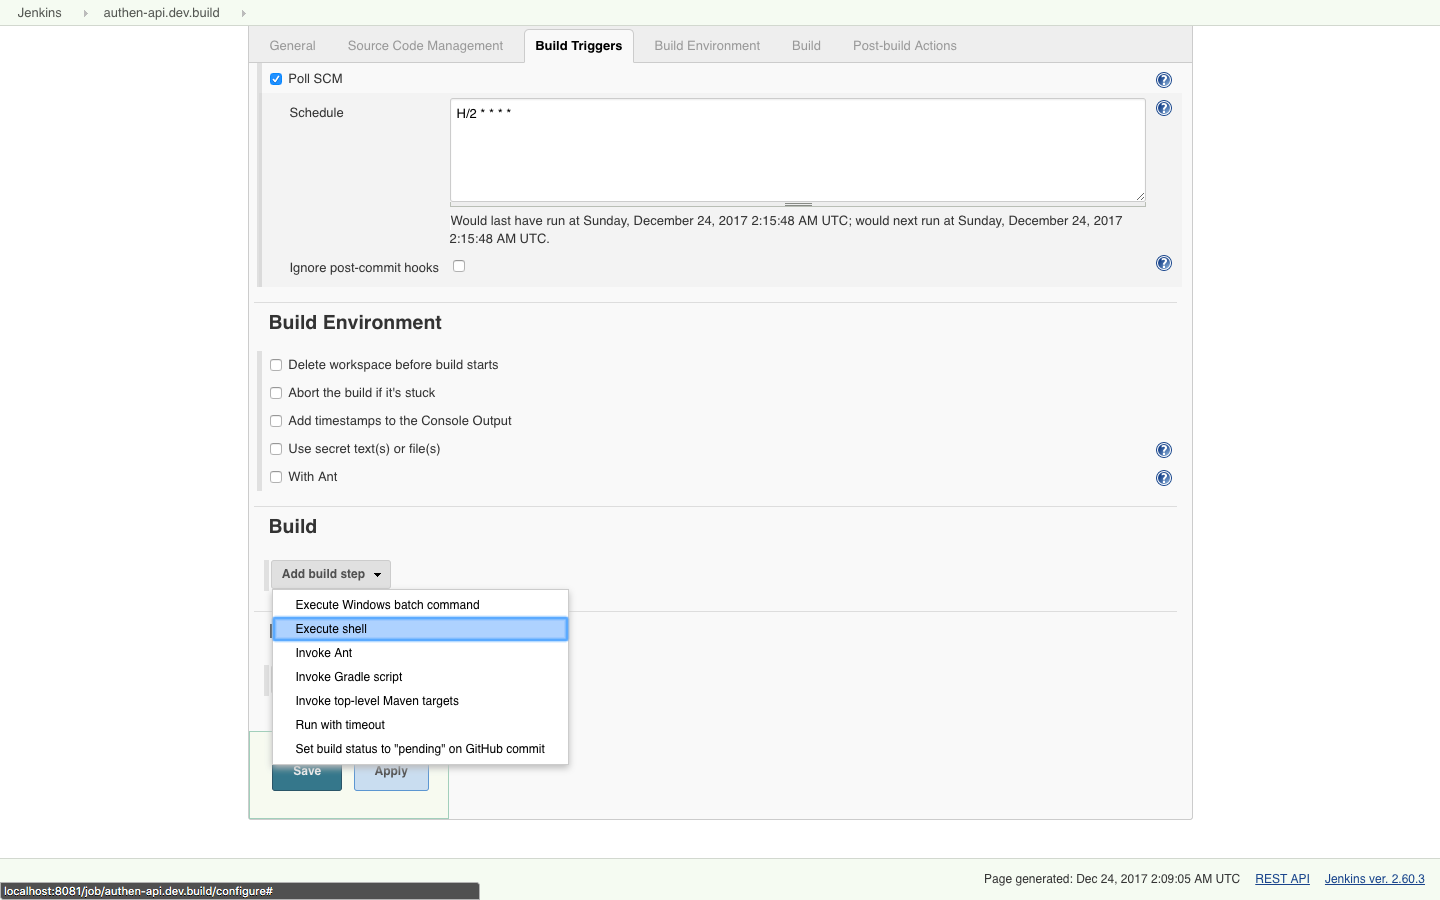 Jenkins
authen-api.dev.build
General
Source Code Management
Build Triggers
Build Environment
Build
Post-build Actions
Poll SCM
Schedule
H/2 * * * *
Would last have run at Sunday, December 24, 2017 2:15:48 AM UTC; would next run at Sunday, December 24, 2017
2:15:48 AM UTC.
Ignore post-commit hooks
Build Environment
Delete workspace before build starts
Abort the build if it's stuck
Add timestamps to the Console Output
Use secret text(s) or file(s)
With Ant
Build
Add build step
Execute Windows batch command
Execute shell
Invoke Ant
Invoke Gradle script
Invoke top-level Maven targets
Run with timeout
Set build status to "pending" on GitHub commit
Save
Apply
Page generated: Dec 24, 2017 2:09:05 AM UTC
REST API
Jenkins ver. 2.60.3
localhost:8081/job/authen-api.dev.build/configure#